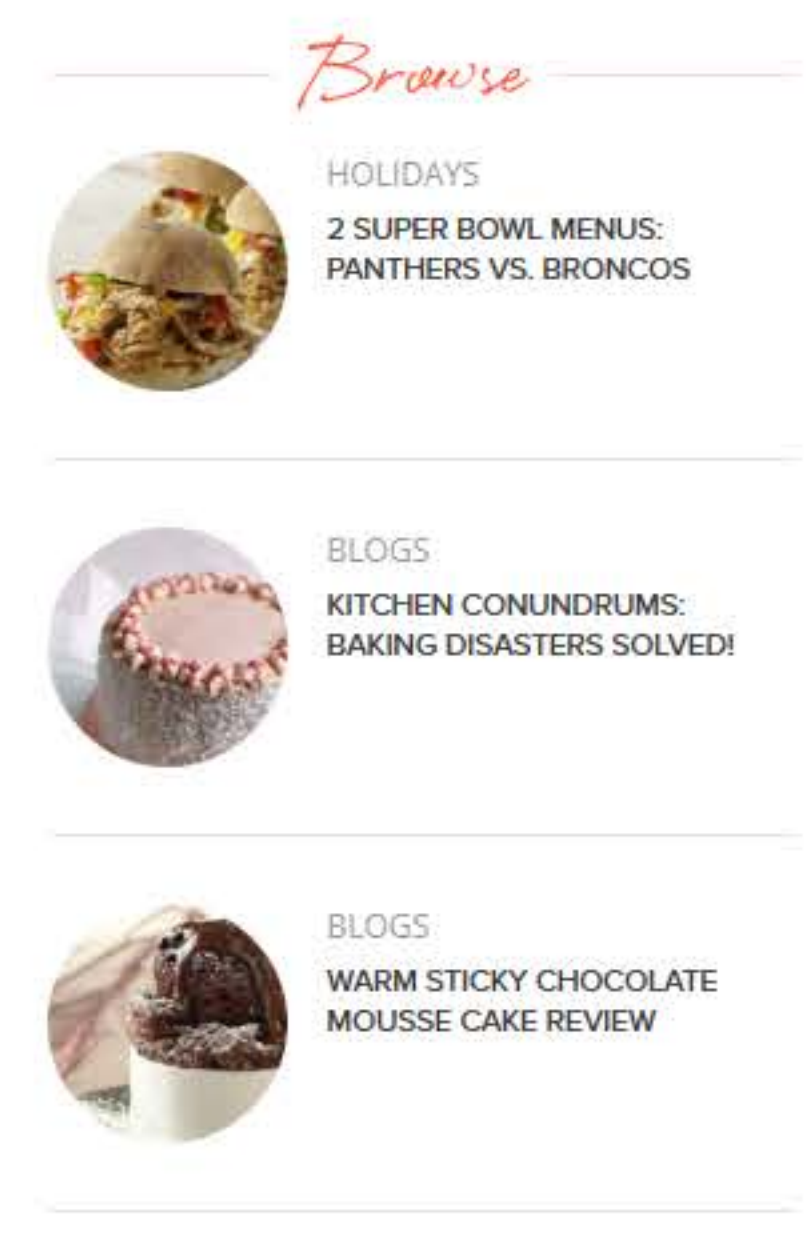 Browse
HOLIDAYS
2 SUPER BOWL MENUS:
PANTHERS VS. BRONCOS
BLOGS
KITCHEN CONUNDRUMS:
BAKING DISASTERS SOLVED!
BLOGS
WARM STICKY CHOCOLATE
MOUSSE CAKE REVIEW